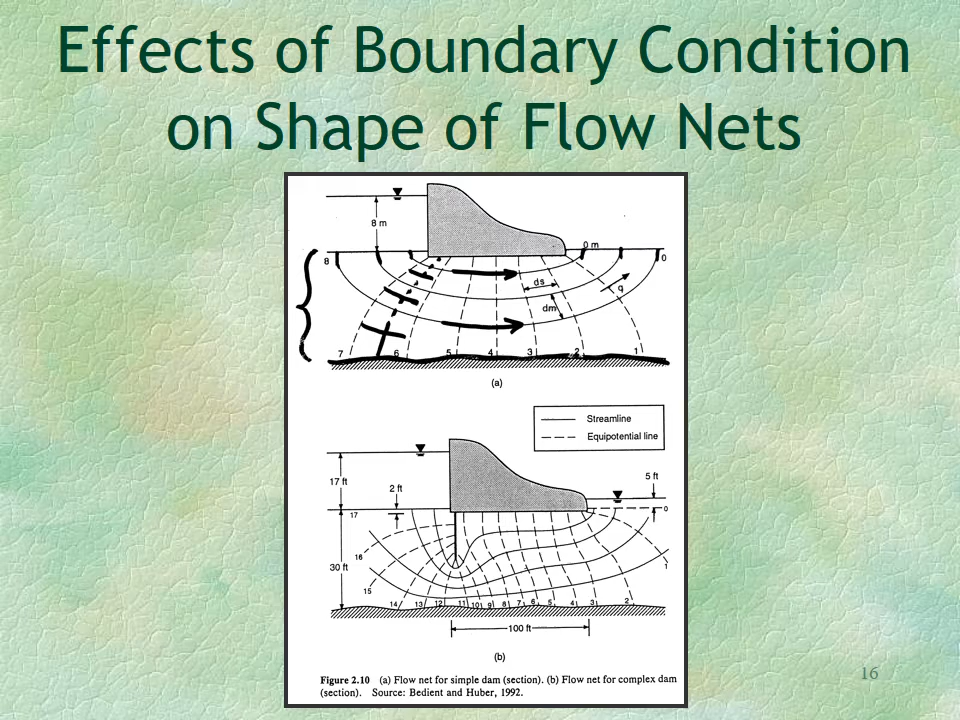 Effects of Boundary Condition
on Shape of Flow Nets
8 m
0 m
8
0
ds
q
dm
7 6 5 4 3 2 1
(a)
Streamline
Equipotential line
17 ft
2 ft
5 ft
17
0
16
1
30 ft
15
14 13 12 11 10 9 8 7 6 5 4 3 2
100 ft
(b)
Figure 2.10 (a) Flow net for simple dam (section). (b) Flow net for complex dam
(section). Source: Bedient and Huber, 1992.
16